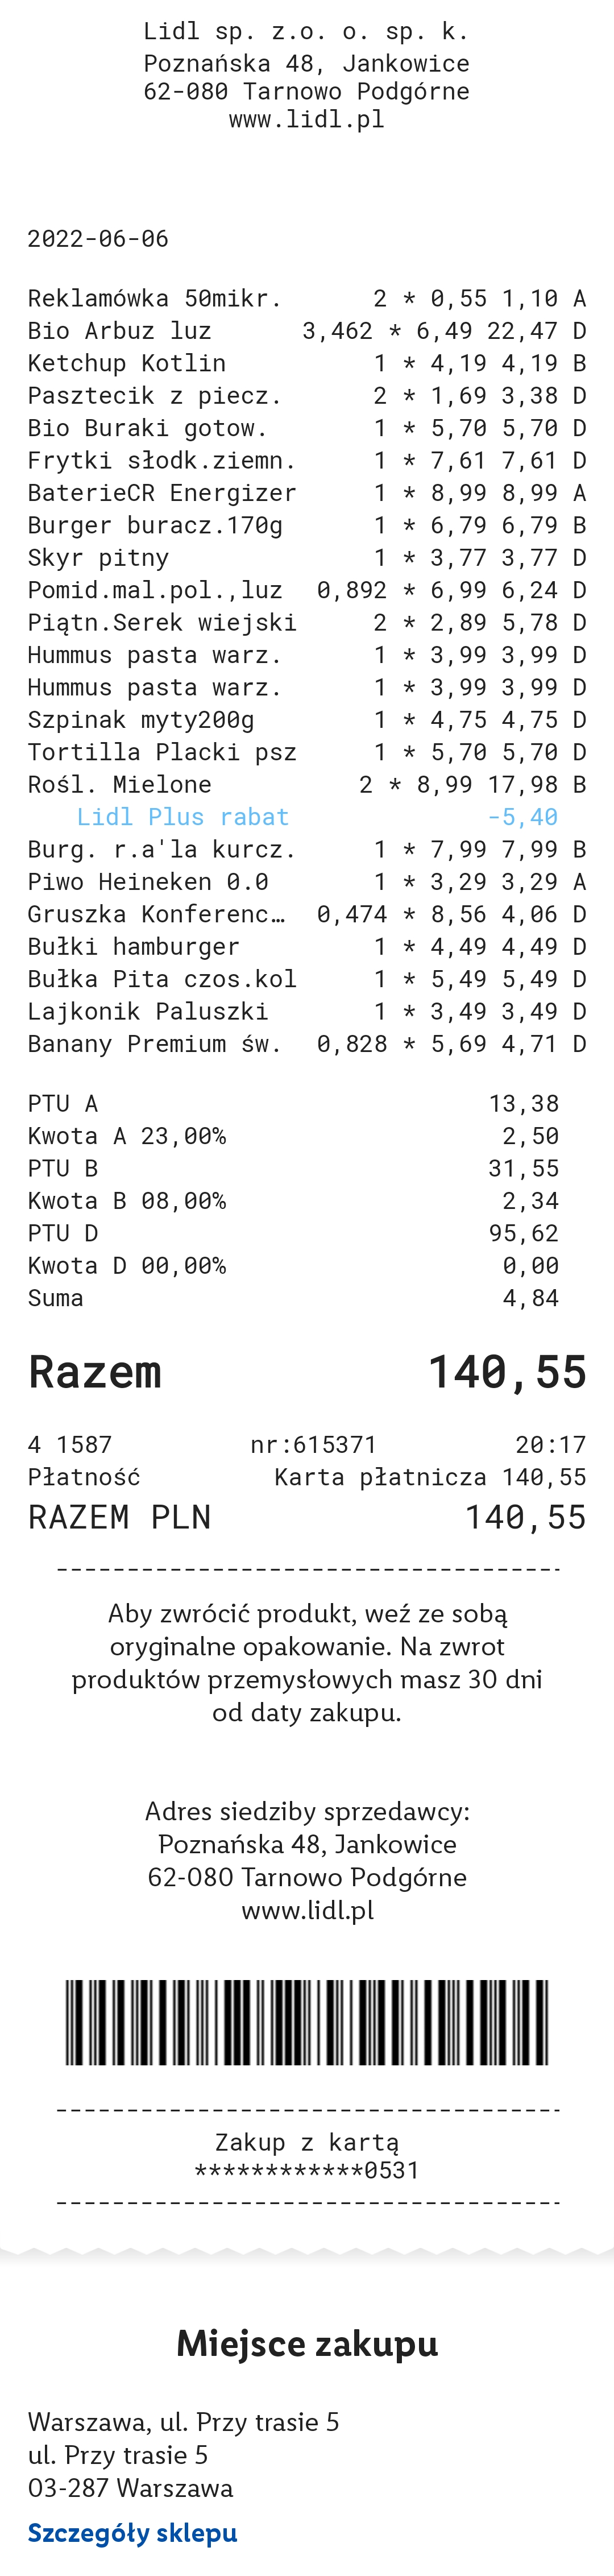 Lidl sp. z.o. o. sp. k.
Poznańska 48, Jankowice
62-080 Tarnowo Podgórne
www.lidl.pl
2022-06-06
Reklamówka 50mikr. 2 * 0,55 1,10 A
Bio Arbuz luz 3,462 * 6,49 22,47 D
Ketchup Kotlin 1 * 4,19 4,19 B
Pasztecik z piecz. 2 * 1,69 3,38 D
Bio Buraki gotow. 1 * 5,70 5,70 D
Frytki słodk.ziemn. 1 * 7,61 7,61 D
BaterieCR Energizer 1 * 8,99 8,99 A
Burger buracz.170g 1 * 6,79 6,79 B
Skyr pitny 1 * 3,77 3,77 D
Pomid.mal.pol.,luz 0,892 * 6,99 6,24 D
Piątn.Serek wiejski 2 * 2,89 5,78 D
Hummus pasta warz. 1 * 3,99 3,99 D
Hummus pasta warz. 1 * 3,99 3,99 D
Szpinak myty200g 1 * 4,75 4,75 D
Tortilla Placki psz 1 * 5,70 5,70 D
Rośl. Mielone 2 * 8,99 17,98 B
Lidl Plus rabat -5,40
Burg. r.a'la kurcz. 1 * 7,99 7,99 B
Piwo Heineken 0.0 1 * 3,29 3,29 A
Gruszka Konferenc… 0,474 * 8,56 4,06 D
Bułki hamburger 1 * 4,49 4,49 D
Bułka Pita czos.kol 1 * 5,49 5,49 D
Lajkonik Paluszki 1 * 3,49 3,49 D
Banany Premium św. 0,828 * 5,69 4,71 D
PTU A 13,38
Kwota A 23,00% 2,50
PTU B 31,55
Kwota B 08,00% 2,34
PTU D 95,62
Kwota D 00,00% 0,00
Suma 4,84
Razem 140,55
4 1587 nr:615371 20:17
Płatność Karta płatnicza 140,55
RAZEM PLN 140,55
Aby zwrócić produkt, weź ze sobą
oryginalne opakowanie. Na zwrot
produktów przemysłowych masz 30 dni
od daty zakupu.
Adres siedziby sprzedawcy:
Poznańska 48, Jankowice
62-080 Tarnowo Podgórne
www.lidl.pl
Zakup z kartą
************0531
Miejsce zakupu
Warszawa, ul. Przy trasie 5
ul. Przy trasie 5
03-287 Warszawa
Szczegóły sklepu